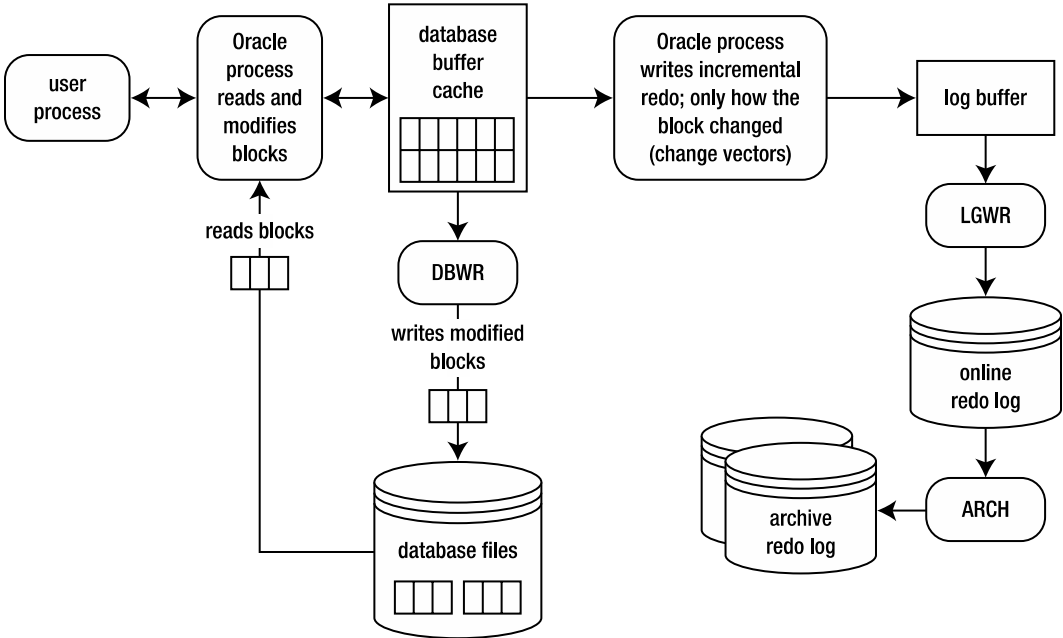 user
process
Oracle
process
reads and
modifies
blocks
database
buffer
cache
Oracle process
writes incremental
redo; only how the
block changed
(change vectors)
log buffer
reads blocks
DBWR
LGWR
writes modified
blocks
online
redo log
database files
archive
redo log
ARCH